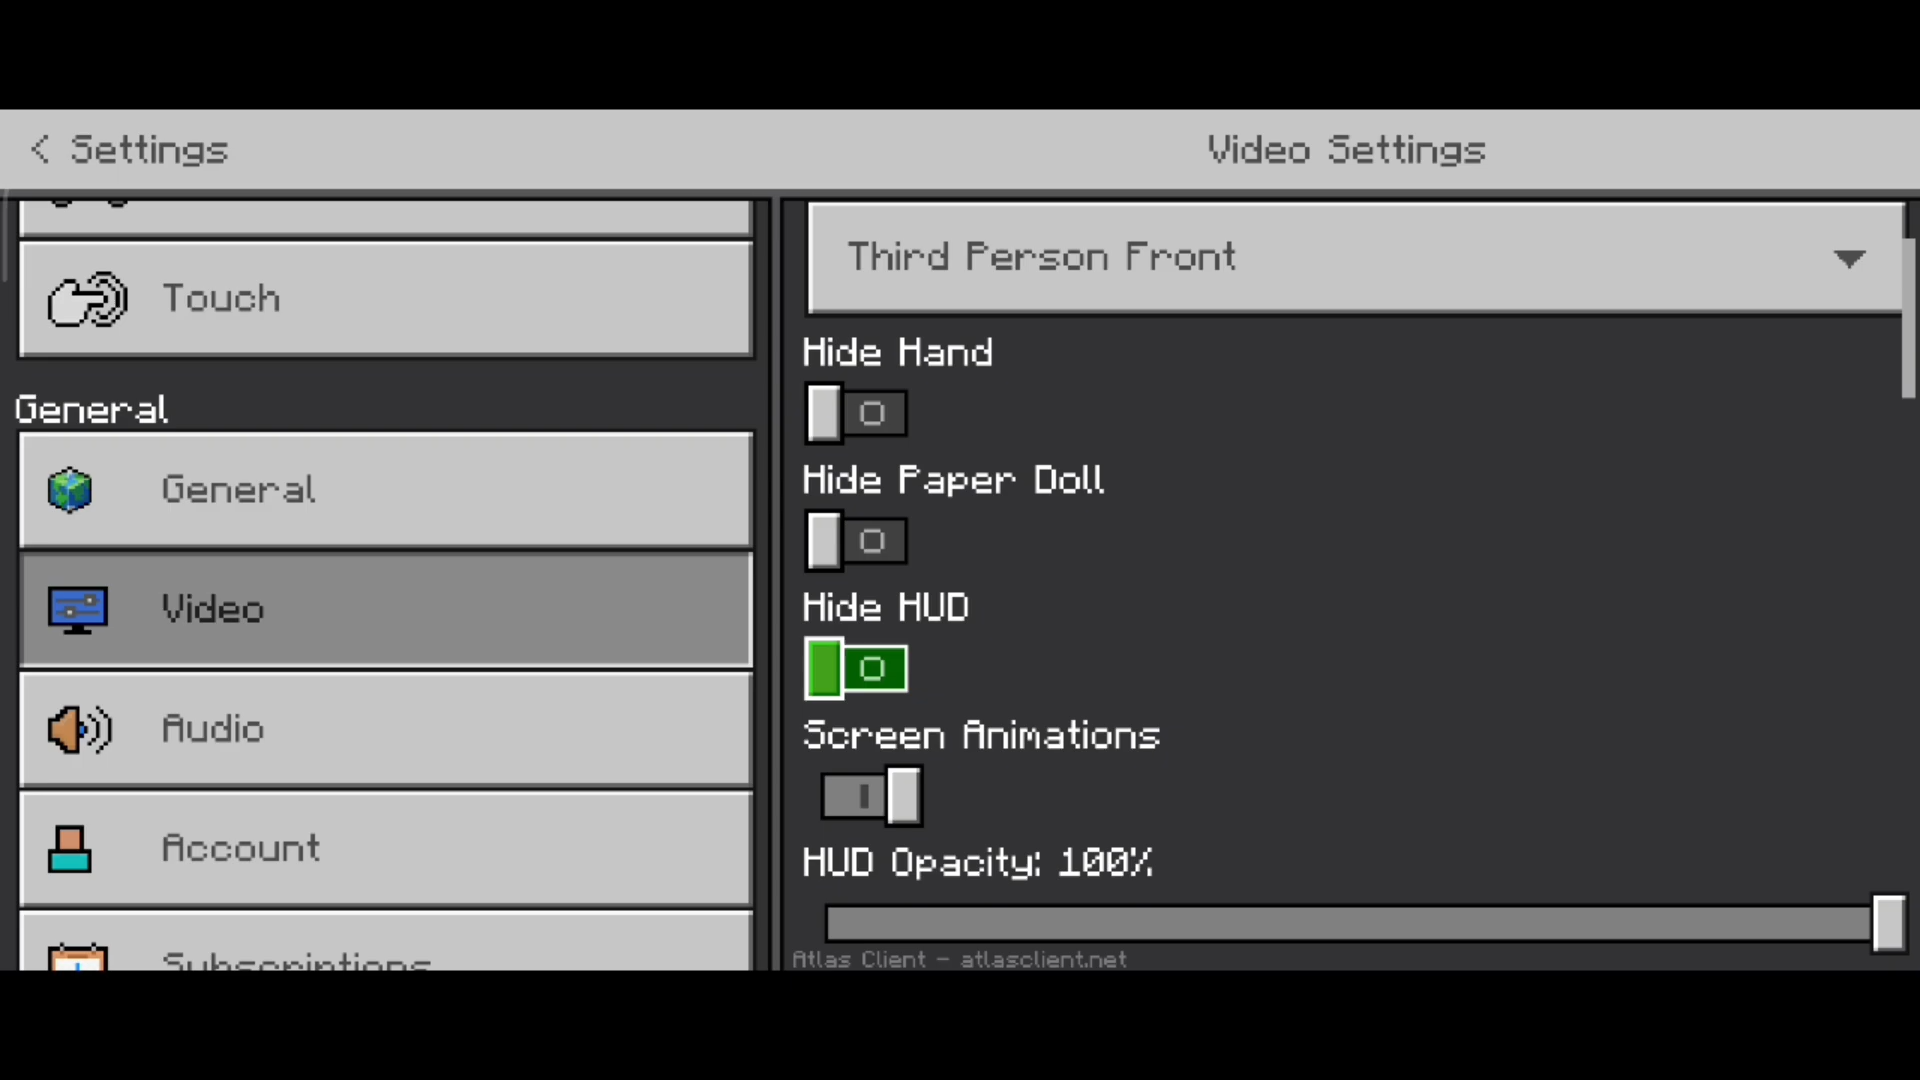 < Settings
Video Settings
Touch
General
General
Video
Audio
Account
Subscriptions
Third Person Front
Hide Hand
Hide Paper Doll
Hide HUD
Screen Animations
HUD Opacity: 100%
Atlas Client - atlasclient.net